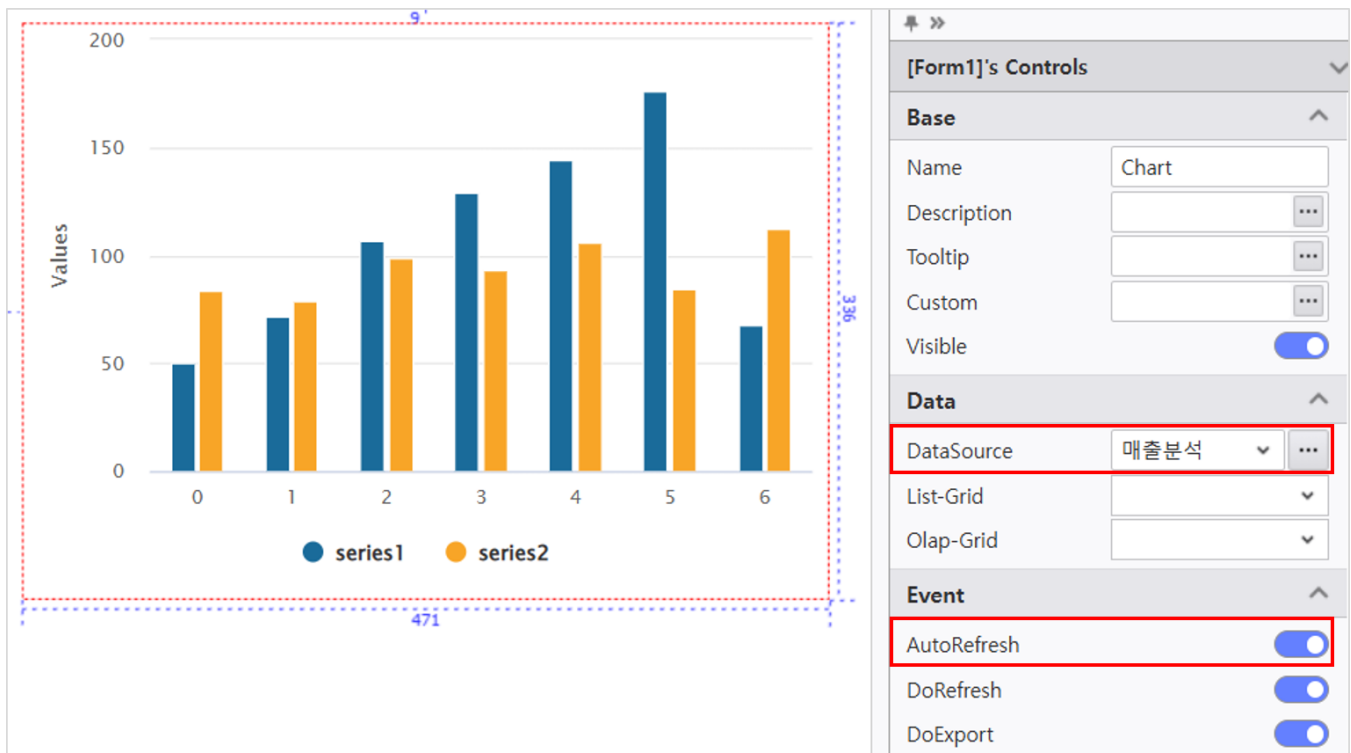 9'
200
150
100
50
0
Values
0 1 2 3 4 5 6
series1 series2
336
471
[Form1]'s Controls
Base
Name Chart
Description ...
Tooltip ...
Custom ...
Visible
Data
DataSource 매출분석 ...
List-Grid
Olap-Grid
Event
AutoRefresh
DoRefresh
DoExport